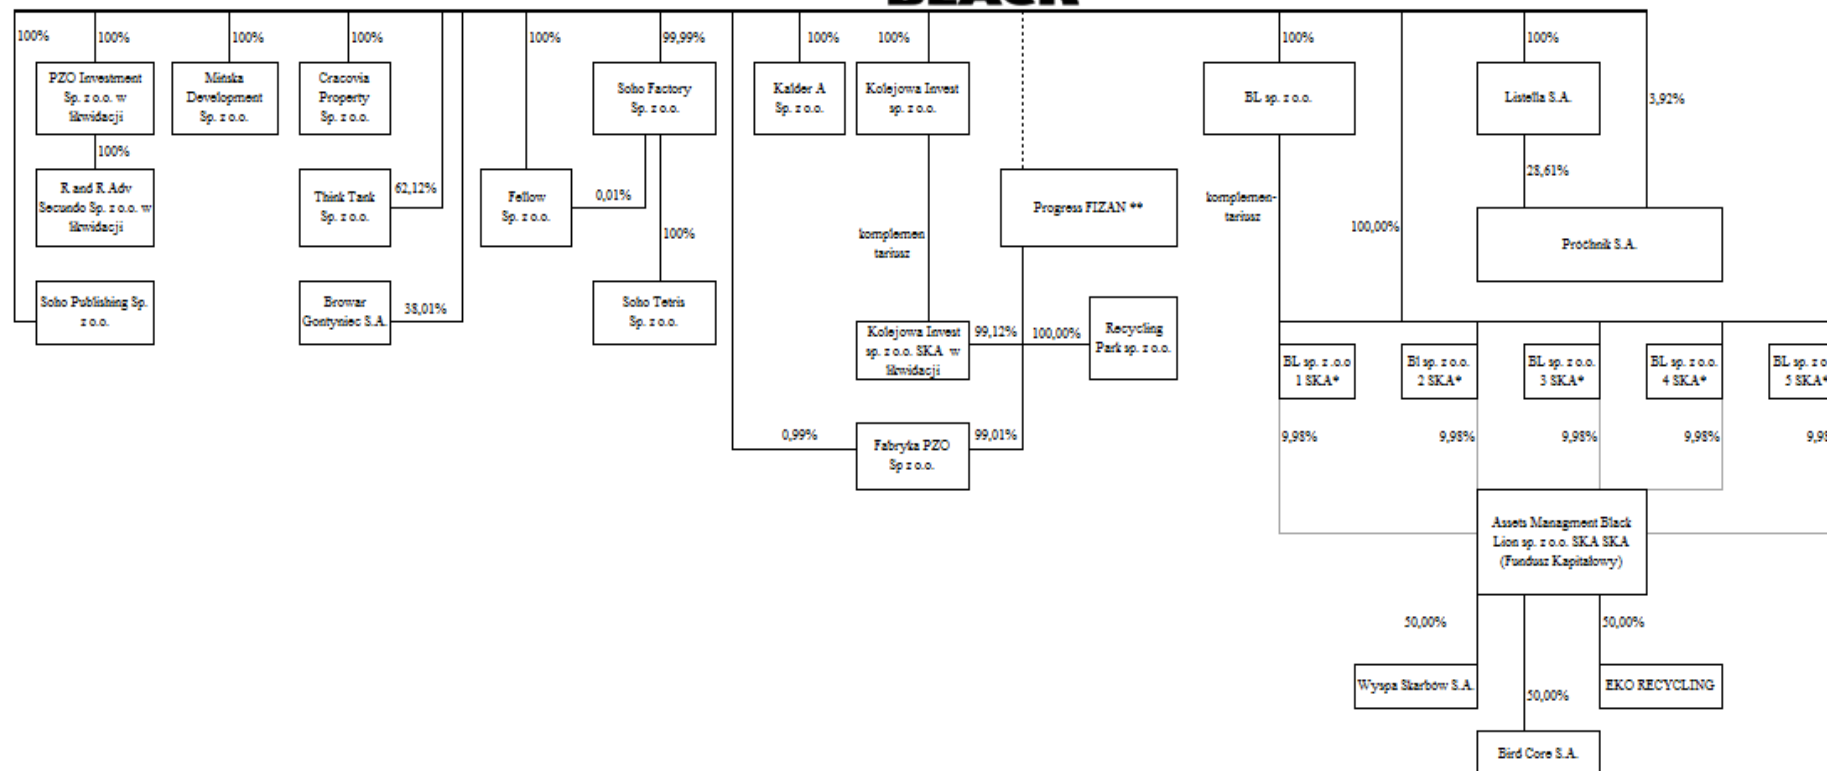 BLACK
100%
100%
100%
100%
100%
99,99%
100%
100%
100%
100%
3,92%
PZO Investment
Sp. z o.o. w
likwidacji
Mińska
Development
Sp. z o.o.
Cracovia
Property
Sp. z o.o.
Soho Factory
Sp. z o.o.
Kalder A
Sp. z o.o.
Kolejowa Invest
sp. z o.o.
BL sp. z o.o.
Listella S.A.
100%
28,61%
R and R Adv
Secundo Sp. z o.o. w
likwidacji
Think Tank
Sp. z o.o.
62,12%
Fellow
Sp. z o.o.
0,01%
100%
komplemen
tariusz
Progress FIZAN **
komplemen-
tariusz
100,00%
Próchnik S.A.
Soho Publishing Sp.
z o.o.
Browar
Gontyniec S.A.
38,01%
Soho Tetris
Sp. z o.o.
Kolejowa Invest
sp. z o.o. SKA w
likwidacji
99,12%
100,00%
Recycling
Park sp. z o.o.
BL sp. z .o.o
1 SKA*
Bl sp. z o.o.
2 SKA*
BL sp. z o.o.
3 SKA*
BL sp. z o.o.
4 SKA*
BL sp. z o
5 SKA*
0,99%
Fabryka PZO
Sp z o.o.
99,01%
9,98%
9,98%
9,98%
9,98%
9,98
Assets Managment Black
Lion sp. z o.o. SKA SKA
(Fundusz Kapitałowy)
50,00%
50,00%
Wyspa Skarbów S.A.
50,00%
EKO RECYCLING
Bird Core S.A.